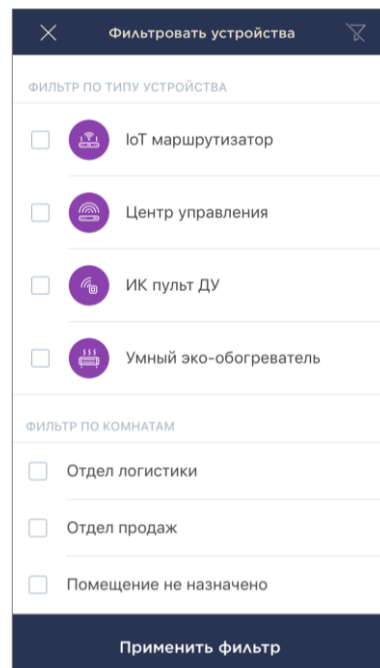 Фильтровать устройства
ФИЛЬТР ПО ТИПУ УСТРОЙСТВА
IoT маршрутизатор
Центр управления
ИК пульт ДУ
Умный эко-обогреватель
ФИЛЬТР ПО КОМНАТАМ
Отдел логистики
Отдел продаж
Помещение не назначено
Применить фильтр